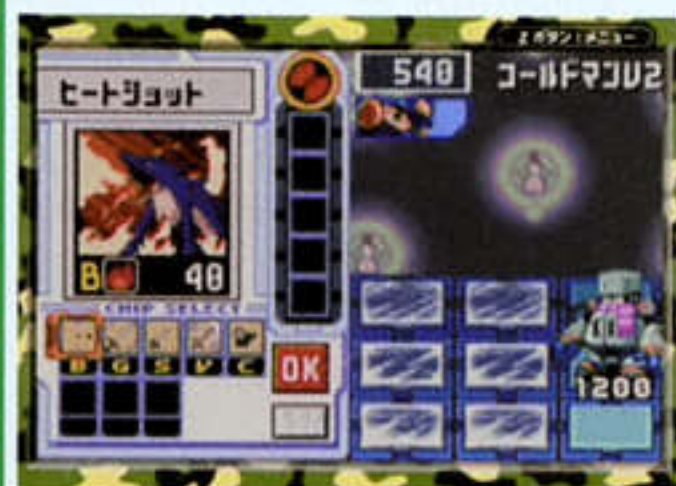 Zボタン:メニュー
ヒートショット
540
コールドマンV2
B 40
CHIP SELECT
B G S V C
OK
1200